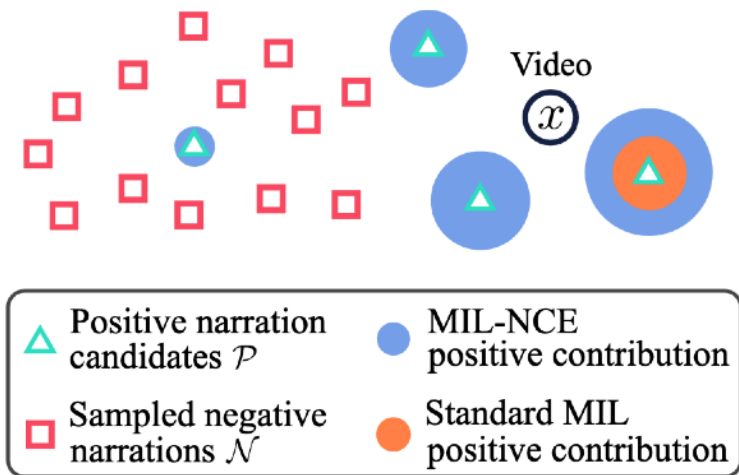 Video
x
Positive narration
candidates 𝒫
MIL-NCE
positive contribution
Sampled negative
narrations 𝒩
Standard MIL
positive contribution